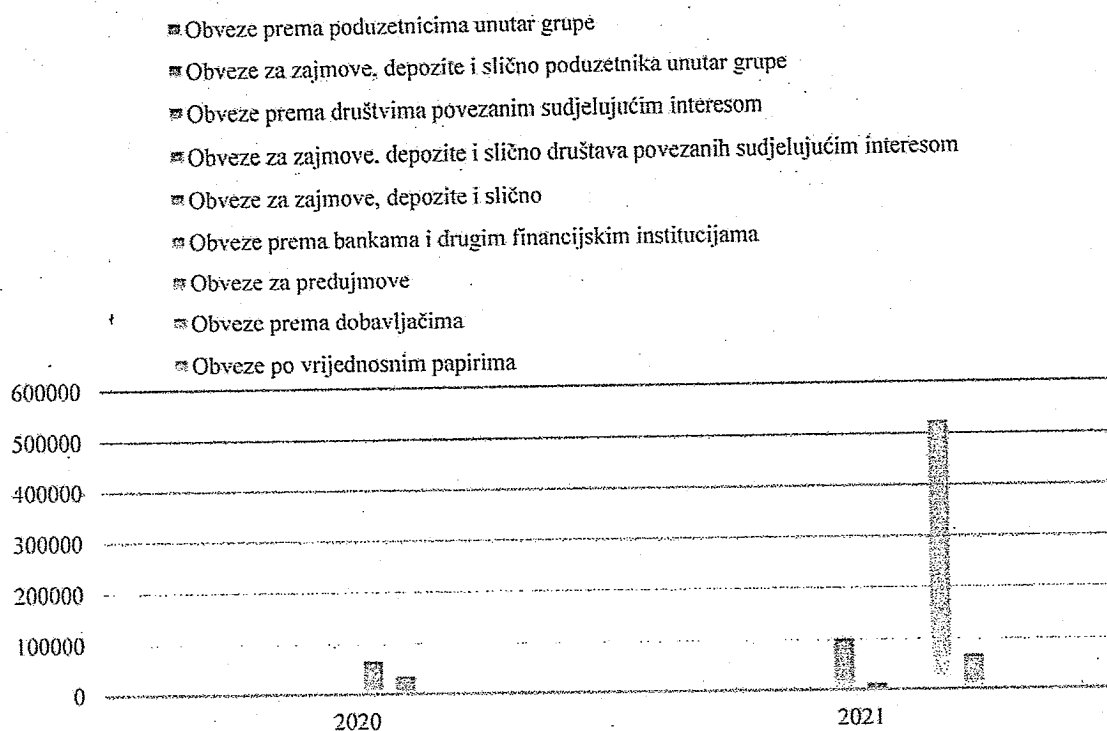 Obveze prema poduzetnicima unutar grupe
Obveze za zajmove, depozite i slično poduzetnika unutar grupe
Obveze prema društvima povezanim sudjelujućim interesom
Obveze za zajmove, depozite i slično društava povezanih sudjelujućim interesom
Obveze za zajmove, depozite i slično
Obveze prema bankama i drugim financijskim institucijama
Obveze za predujmove
Obveze prema dobavljačima
Obveze po vrijednosnim papirima
600000
500000
400000
300000
200000
100000
0
2020
2021